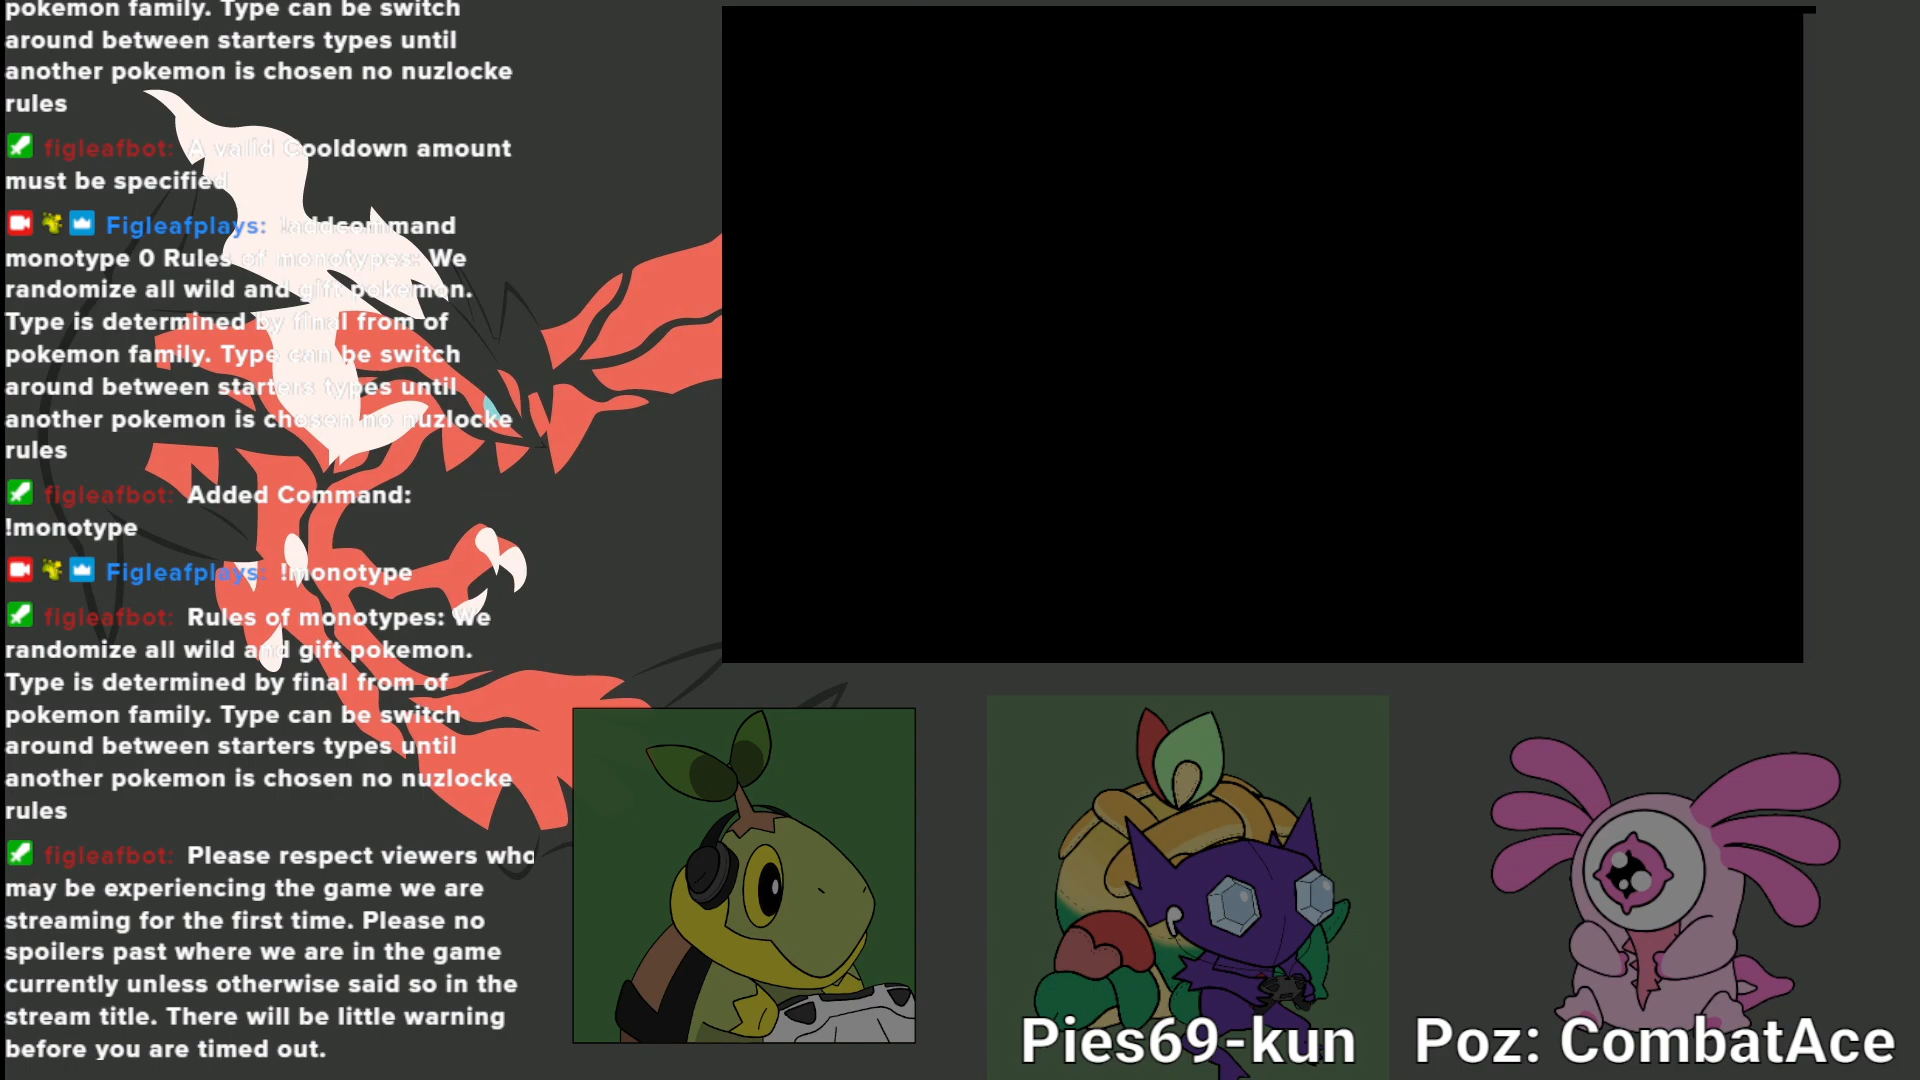 pokemon family. Type can be switch
around between starters types until
another pokemon is chosen no nuzlocke
rules
figleafbot: A valid Cooldown amount
must be specified
Figleafplays: !addcommand
monotype 0 Rules of monotypes: We
randomize all wild and gift pokemon.
Type is determined by final from of
pokemon family. Type can be switch
around between starters types until
another pokemon is chosen no nuzlocke
rules
figleafbot: Added Command:
!monotype
Figleafplays: !monotype
figleafbot: Rules of monotypes: We
randomize all wild and gift pokemon.
Type is determined by final from of
pokemon family. Type can be switch
around between starters types until
another pokemon is chosen no nuzlocke
rules
figleafbot: Please respect viewers who
may be experiencing the game we are
streaming for the first time. Please no
spoilers past where we are in the game
currently unless otherwise said so in the
stream title. There will be little warning
before you are timed out.
Pies69-kun
Poz: CombatAce